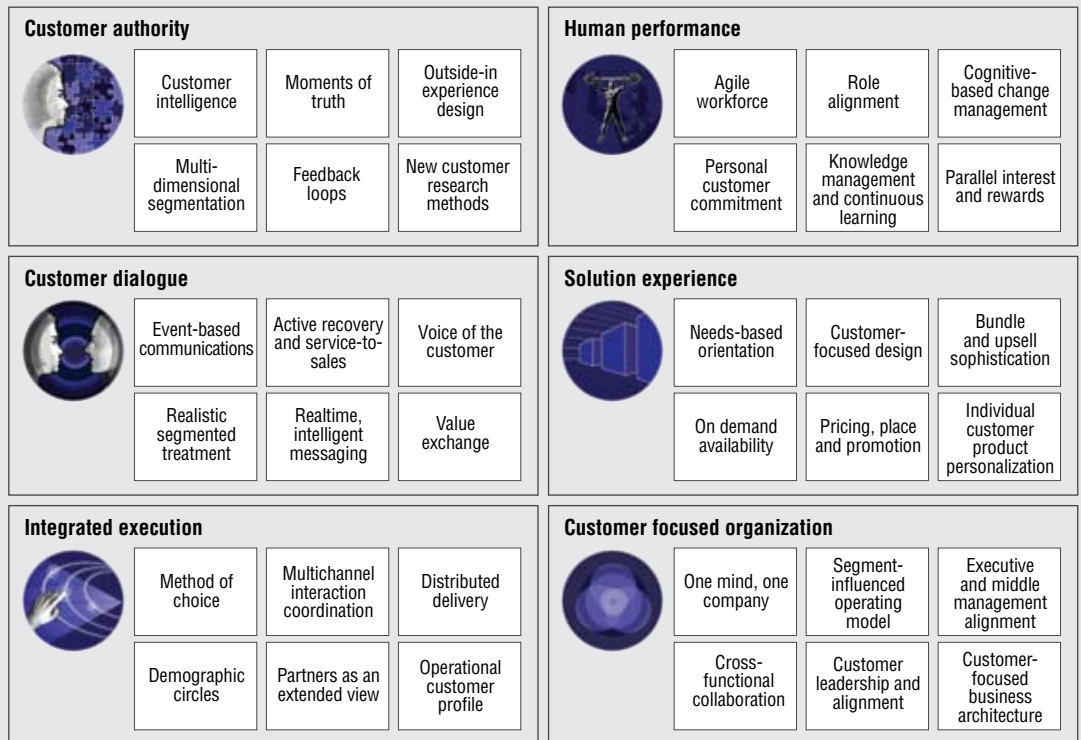 Customer authority
Customer
intelligence
Moments of
truth
Outside-in
experience
design
Multi-
dimensional
segmentation
Feedback
loops
New customer
research
methods
Human performance
Agile
workforce
Role
alignment
Cognitive-
based change
management
Personal
customer
commitment
Knowledge
management
and continuous
learning
Parallel interest
and rewards
Customer dialogue
Event-based
communications
Active recovery
and service-to-
sales
Voice of the
customer
Realistic
segmented
treatment
Realtime,
intelligent
messaging
Value
exchange
Solution experience
Needs-based
orientation
Customer-
focused design
Bundle
and upsell
sophistication
On demand
availability
Pricing, place
and promotion
Individual
customer
product
personalization
Integrated execution
Method of
choice
Multichannel
interaction
coordination
Distributed
delivery
Demographic
circles
Partners as an
extended view
Operational
customer
profile
Customer focused organization
One mind, one
company
Segment-
influenced
operating
model
Executive
and middle
management
alignment
Cross-
functional
collaboration
Customer
leadership and
alignment
Customer-
focused
business
architecture